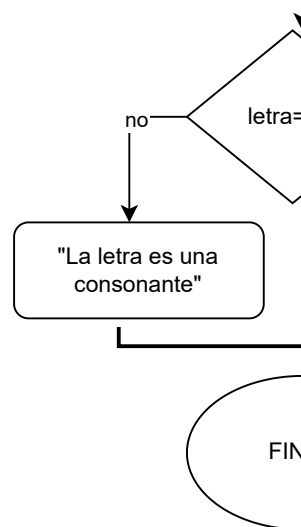 letra=
no
"La letra es una
consonante"
FIN